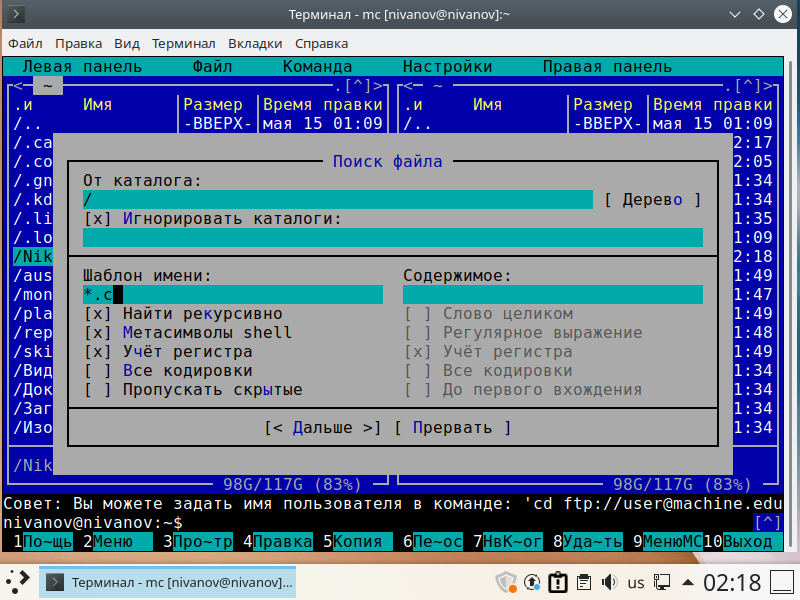 Терминал - mc [nivanov@nivanov]:~
Файл Правка Вид Терминал Вкладки Справка
Левая панель Файл Команда Настройки Правая панель
<─ ~ .[^]> <─ ~ .[^]>
.и Имя Размер Время правки .и Имя Размер Время правки
/.. -ВВЕРХ- мая 15 01:09 /.. -ВВЕРХ- мая 15 01:09
/.ca 2:17
Поиск файла
/.co 2:05
От каталога:
/.gn 1:34
/.kd / [ Дерево ] 1:34
/.li [x] Игнорировать каталоги: 1:35
/.lo 1:09
/Nik 2:18
/aus Шаблон имени: Содержимое: 1:49
/mon *.c 1:47
/pla [x] Найти рекурсивно [ ] Слово целиком 1:49
/rep [x] Метасимволы shell [ ] Регулярное выражение 1:48
/ski [x] Учёт регистра [x] Учёт регистра 1:49
/Вид [ ] Все кодировки [ ] Все кодировки 1:34
/Док [ ] Пропускать скрытые [ ] До первого вхождения 1:34
/Заг 1:34
/Изо [< Дальше >] [ Прервать ] 1:34
/Nik
98G/117G (83%) 98G/117G (83%)
Совет: Вы можете задать имя пользователя в команде: 'cd ftp://user@machine.edu
nivanov@nivanov:~$ [^]
1По~щь 2Меню 3Про~тр 4Правка 5Копия 6Пе~ос 7НвК~ог 8Уда~ть 9МенюMC 10Выход
Терминал - mc [nivanov@nivanov]... us 02:18